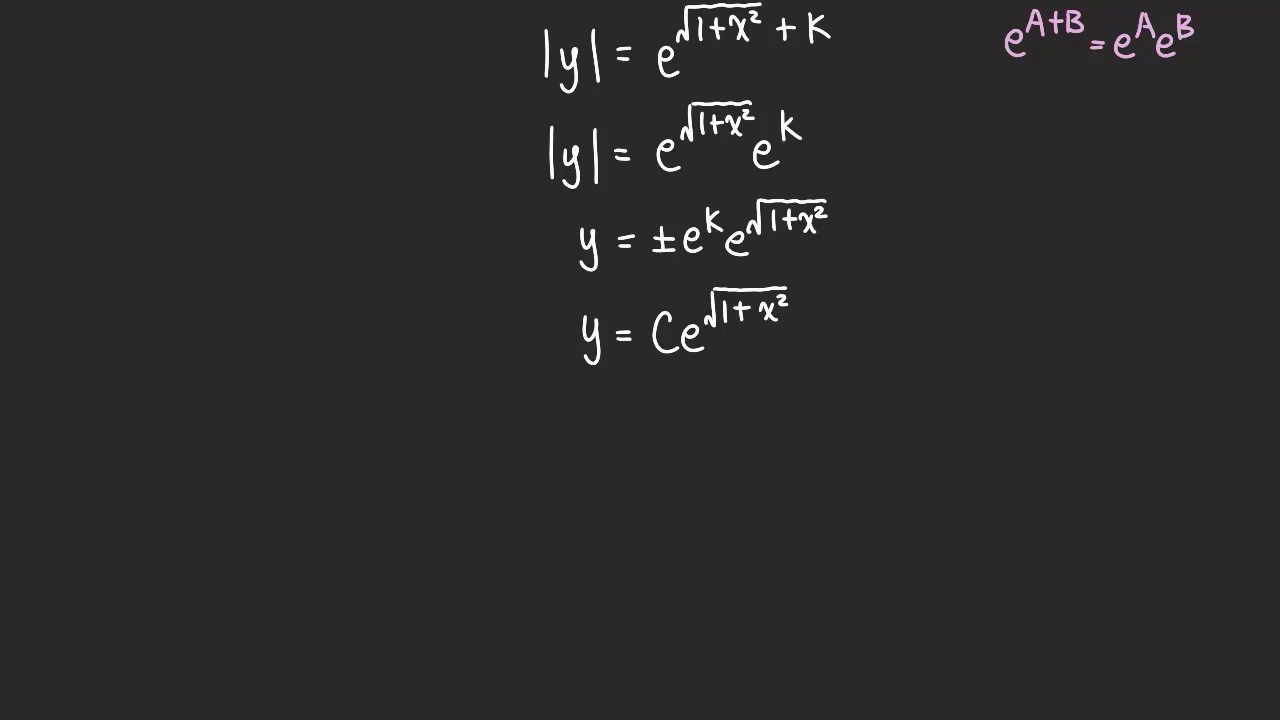 |y| = e^{√(1+x²) + K}
e^{A+B} = e^A e^B
|y| = e^{√(1+x²)} e^K
y = ±e^K e^{√(1+x²)}
y = Ce^{√(1+x²)}